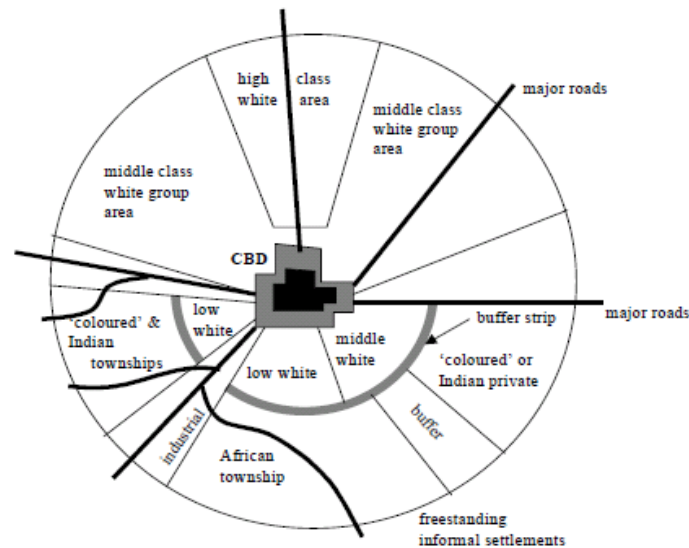 high class
white area
major roads
middle class
white group
area
middle class
white group
area
CBD
low
white
‘coloured’ &
Indian
townships
middle
white
low white
buffer strip
major roads
‘coloured’ or
Indian private
buffer
industrial
African
township
freestanding
informal settlements